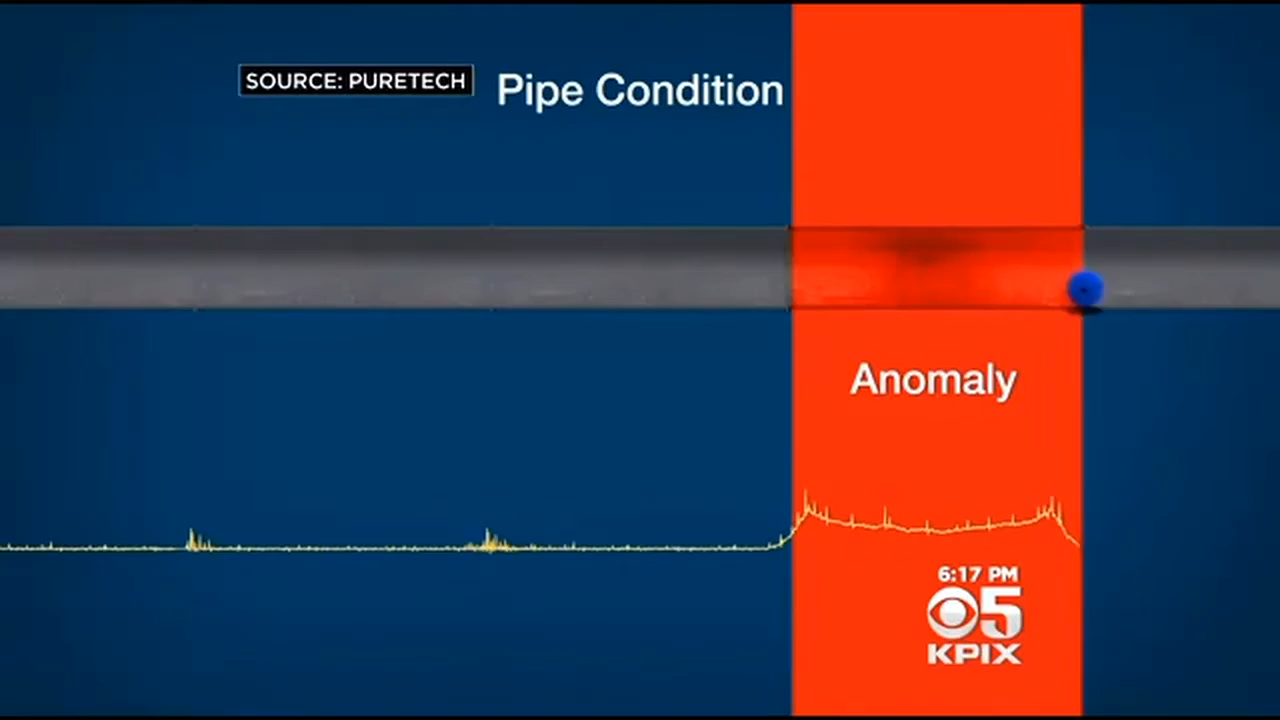 SOURCE: PURETECH
Pipe Condition
Anomaly
6:17 PM
5
KPIX